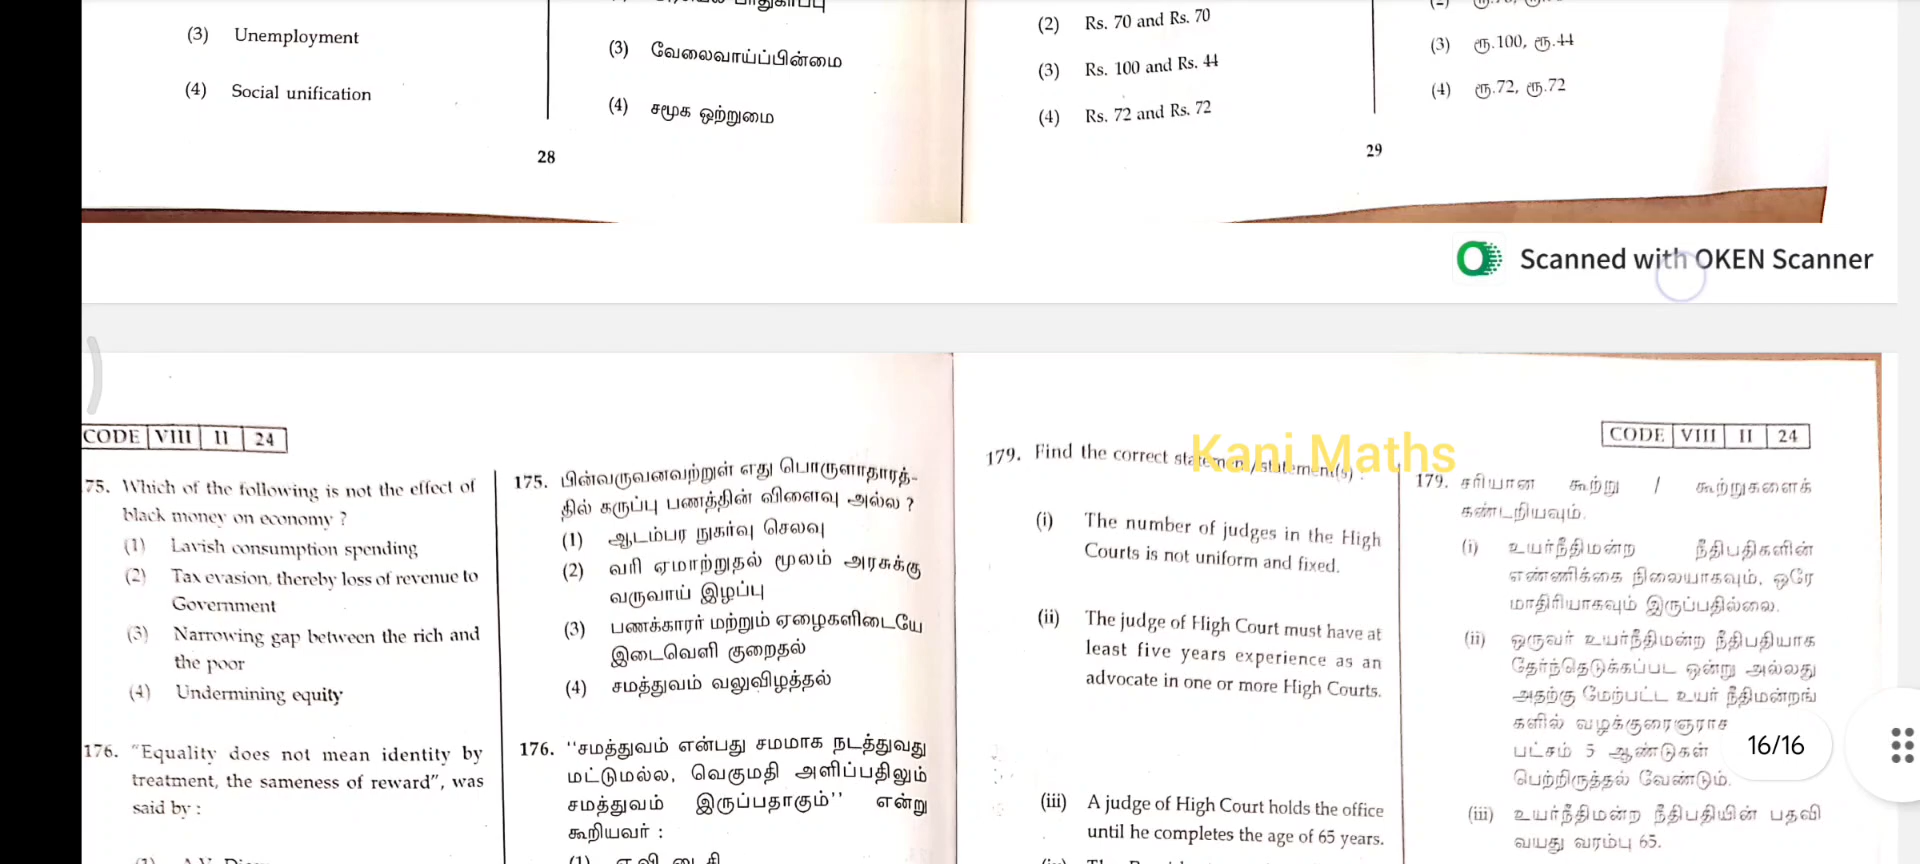 (3) Unemployment
(4) Social unification
28
(3) வேலைவாய்ப்பின்மை
(4) சமூக ஒற்றுமை
(2) Rs. 70 and Rs. 70
(3) Rs. 100 and Rs. 44
(4) Rs. 72 and Rs. 72
29
(3) ரூ.100, ரூ.44
(4) ரூ.72, ரூ.72
Scanned with OKEN Scanner
CODE VIII II 24
75. Which of the following is not the effect of
black money on economy ?
(1) Lavish consumption spending
(2) Tax evasion, thereby loss of revenue to
Government
(3) Narrowing gap between the rich and
the poor
(4) Undermining equity
176. "Equality does not mean identity by
treatment, the sameness of reward", was
said by :
175. பின்வருவனவற்றுள் எது பொருளாதாரத்-
தில் கருப்பு பணத்தின் விளைவு அல்ல ?
(1) ஆடம்பர நுகர்வு செலவு
(2) வரி ஏமாற்றுதல் மூலம் அரசுக்கு
வருவாய் இழப்பு
(3) பணக்காரர் மற்றும் ஏழைகளிடையே
இடைவெளி குறைதல்
(4) சமத்துவம் வலுவிழத்தல்
176. "சமத்துவம் என்பது சமமாக நடத்துவது
மட்டுமல்ல, வெகுமதி அளிப்பதிலும்
சமத்துவம் இருப்பதாகும்" என்று
கூறியவர் :
Kani Maths
CODE VIII II 24
179. Find the correct statement/statement(s) :
(i) The number of judges in the High
Courts is not uniform and fixed.
(ii) The judge of High Court must have at
least five years experience as an
advocate in one or more High Courts.
(iii) A judge of High Court holds the office
until he completes the age of 65 years.
179. சரியான கூற்று / கூற்றுகளைக்
கண்டறியவும்.
(i) உயர்நீதிமன்ற நீதிபதிகளின்
எண்ணிக்கை நிலையாகவும், ஒரே
மாதிரியாகவும் இருப்பதில்லை.
(ii) ஒருவர் உயர்நீதிமன்ற நீதிபதியாக
தேர்ந்தெடுக்கப்பட ஒன்று அல்லது
அதற்கு மேற்பட்ட உயர் நீதிமன்றங்
களில் வழக்குரைஞராக
பட்சம் 5 ஆண்டுகள்
பெற்றிருத்தல் வேண்டும்.
(iii) உயர்நீதிமன்ற நீதிபதியின் பதவி
வயது வரம்பு 65.
16/16